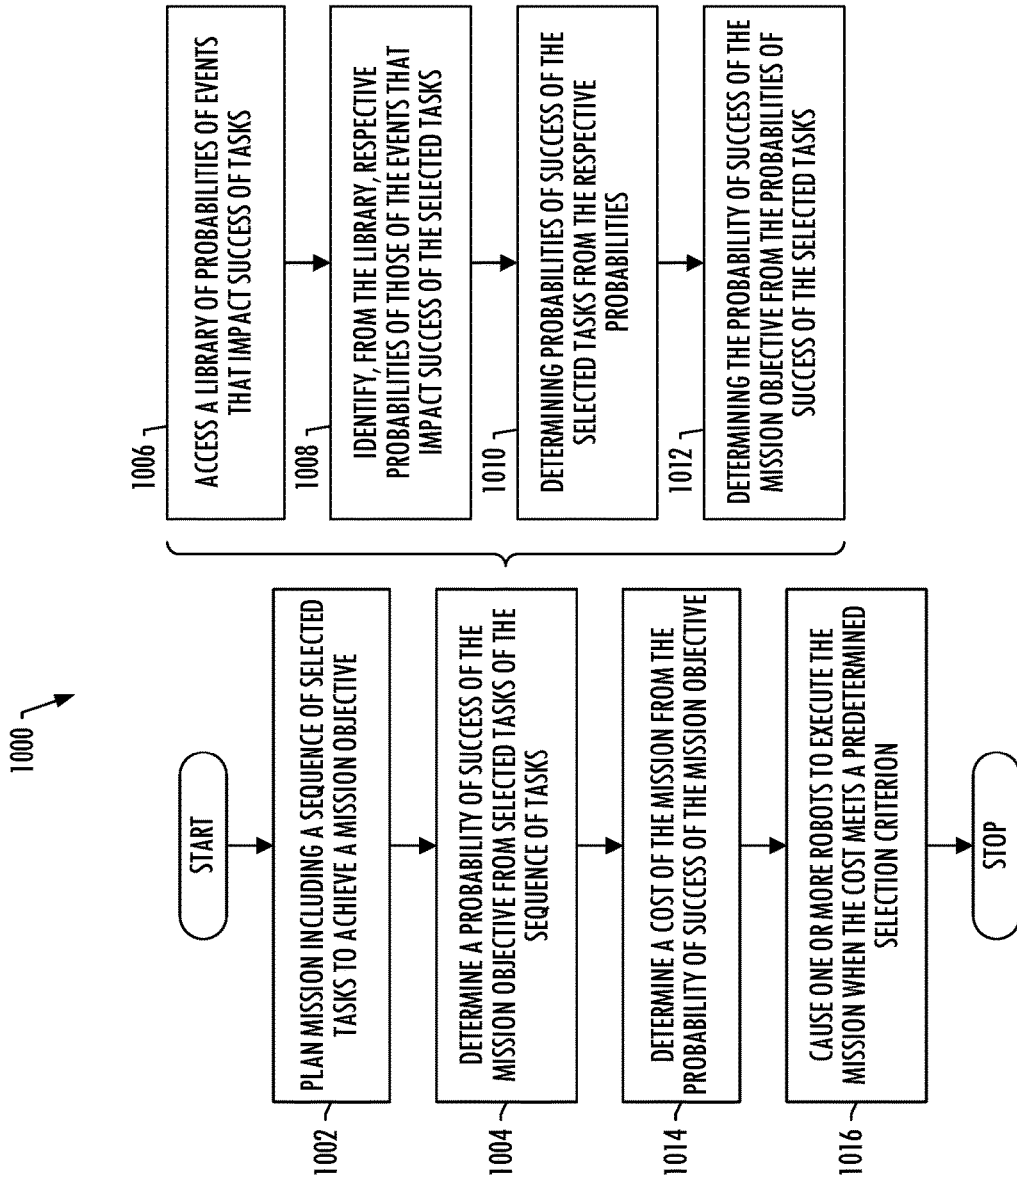 1000
START
1002
PLAN MISSION INCLUDING A SEQUENCE OF SELECTED
TASKS TO ACHIEVE A MISSION OBJECTIVE
1004
DETERMINE A PROBABILITY OF SUCCESS OF THE
MISSION OBJECTIVE FROM SELECTED TASKS OF THE
SEQUENCE OF TASKS
1014
DETERMINE A COST OF THE MISSION FROM THE
PROBABILITY OF SUCCESS OF THE MISSION OBJECTIVE
1016
CAUSE ONE OR MORE ROBOTS TO EXECUTE THE
MISSION WHEN THE COST MEETS A PREDETERMINED
SELECTION CRITERION
STOP
1006
ACCESS A LIBRARY OF PROBABILITIES OF EVENTS
THAT IMPACT SUCCESS OF TASKS
1008
IDENTIFY, FROM THE LIBRARY, RESPECTIVE
PROBABILITIES OF THOSE OF THE EVENTS THAT
IMPACT SUCCESS OF THE SELECTED TASKS
1010
DETERMINING PROBABILITIES OF SUCCESS OF THE
SELECTED TASKS FROM THE RESPECTIVE
PROBABILITIES
1012
DETERMINING THE PROBABILITY OF SUCCESS OF THE
MISSION OBJECTIVE FROM THE PROBABILITIES OF
SUCCESS OF THE SELECTED TASKS